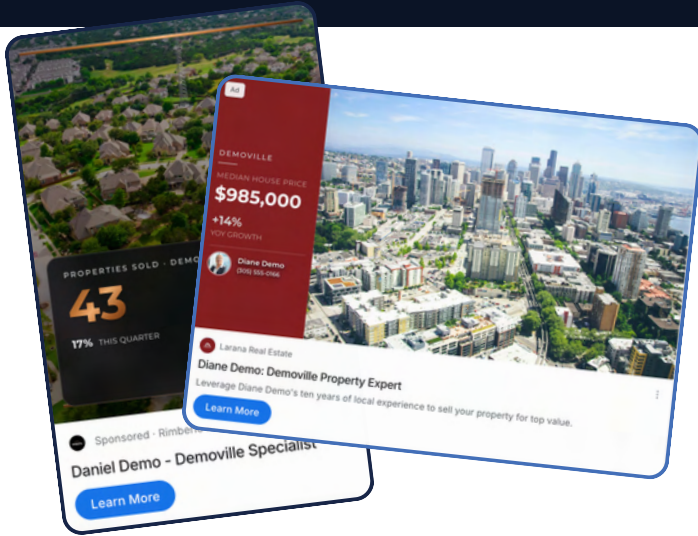 PROPERTIES SOLD · DEMO
43
17% THIS QUARTER
Sponsored ·
Daniel Demo - Demoville Specialist
Learn More
Ad
DEMOVILLE
MEDIAN HOUSE PRICE
$985,000
+14%
YOY GROWTH
Diane Demo
(305) 555-0166
Larana Real Estate
Diane Demo: Demoville Property Expert
Leverage Diane Demo's ten years of local experience to sell your property for top value.
Learn More